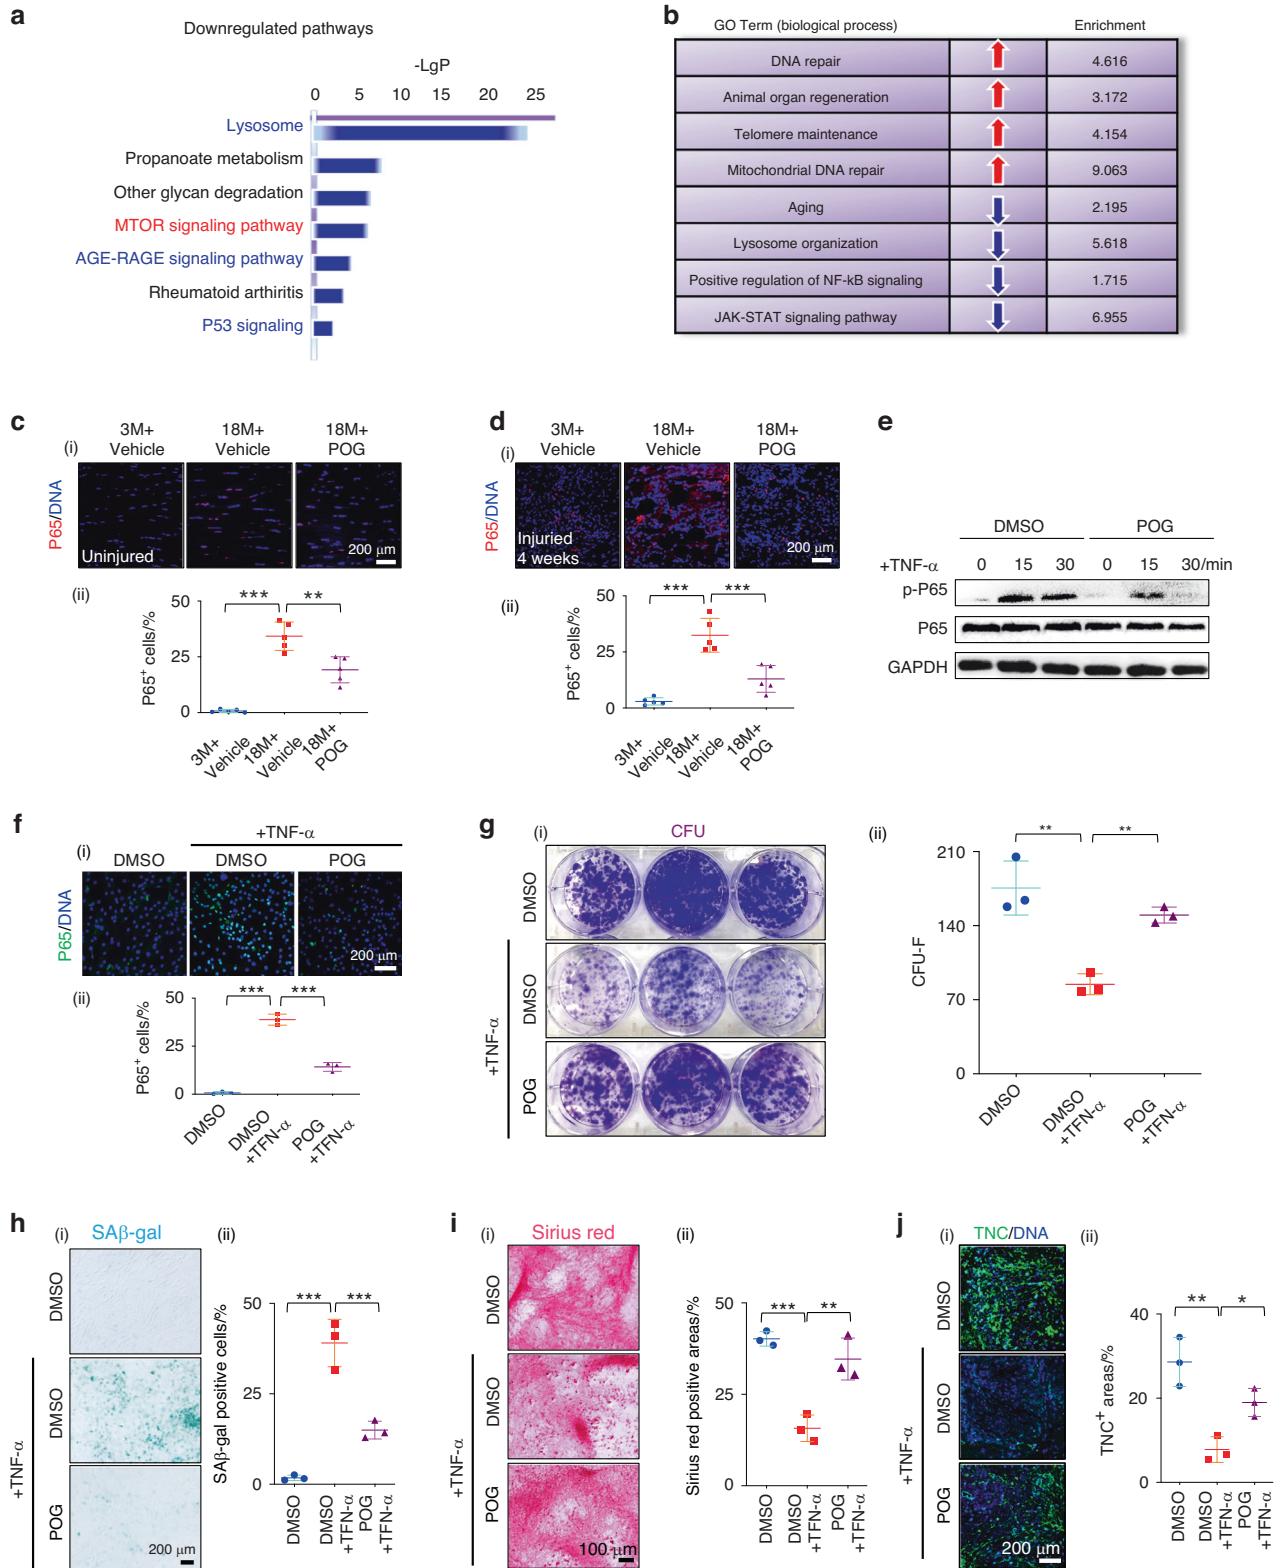 a
Downregulated pathways
-LgP
0 5 10 15 20 25
Lysosome
Propanoate metabolism
Other glycan degradation
MTOR signaling pathway
AGE-RAGE signaling pathway
Rheumatoid arthiritis
P53 signaling
b
GO Term (biological process) Enrichment
DNA repair 4.616
Animal organ regeneration 3.172
Telomere maintenance 4.154
Mitochondrial DNA repair 9.063
Aging 2.195
Lysosome organization 5.618
Positive regulation of NF-kB signaling 1.715
JAK-STAT signaling pathway 6.955
c
(i)
3M+ Vehicle
18M+ Vehicle
18M+ POG
P65/DNA
Uninjured
200 μm
(ii)
P65+ cells/%
50
25
0
*** **
3M+ Vehicle
18M+ Vehicle
18M+ POG
d
(i)
3M+ Vehicle
18M+ Vehicle
18M+ POG
P65/DNA
Injuried
4 weeks
200 μm
(ii)
P65+ cells/%
50
25
0
*** ***
3M+ Vehicle
18M+ Vehicle
18M+ POG
e
DMSO POG
+TNF-α 0 15 30 0 15 30/min
p-P65
P65
GAPDH
f
+TNF-α
(i)
DMSO DMSO POG
P65/DNA
200 μm
(ii)
P65+ cells/%
50
25
0
*** ***
DMSO
DMSO +TFN-α
POG +TFN-α
g
(i)
CFU
DMSO
DMSO
POG
+TNF-α
(ii)
CFU-F
210
140
70
0
** **
DMSO
DMSO +TFN-α
POG +TFN-α
h
(i)
SAβ-gal
DMSO
DMSO
POG
+TNF-α
200 μm
(ii)
SAβ-gal positive cells/%
50
25
0
*** ***
DMSO
DMSO +TFN-α
POG +TFN-α
i
(i)
Sirius red
DMSO
DMSO
POG
+TNF-α
100 μm
(ii)
Sirius red positive areas/%
50
25
0
*** **
DMSO
DMSO +TFN-α
POG +TFN-α
j
(i)
TNC/DNA
DMSO
DMSO
POG
+TNF-α
200 μm
(ii)
TNC+ areas/%
40
20
0
** *
DMSO
DMSO +TFN-α
POG +TFN-α